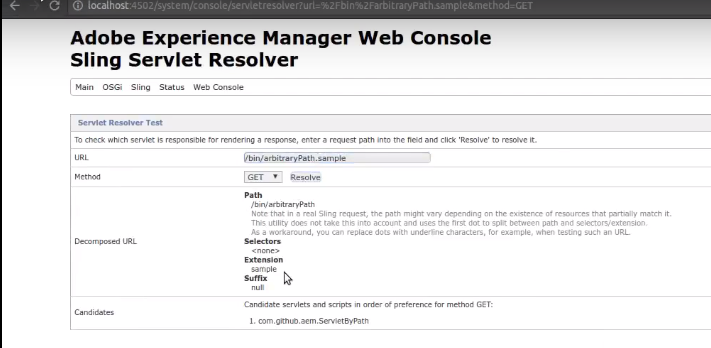 localhost:4502/system/console/servletresolver?url=%2Fbin%2FarbitraryPath.sample&method=GET
Adobe Experience Manager Web Console
Sling Servlet Resolver
Main OSGi Sling Status Web Console
Servlet Resolver Test
To check which servlet is responsible for rendering a response, enter a request path into the field and click 'Resolve' to resolve it.
URL /bin/arbitraryPath.sample
Method GET Resolve
Decomposed URL
Path
/bin/arbitraryPath
Note that in a real Sling request, the path might vary depending on the existence of resources that partially match it.
This utility does not take this into account and uses the first dot to split between path and selectors/extension.
As a workaround, you can replace dots with underline characters, for example, when testing such an URL.
Selectors
<none>
Extension
sample
Suffix
null
Candidates
Candidate servlets and scripts in order of preference for method GET:
1. com.github.aem.ServletByPath